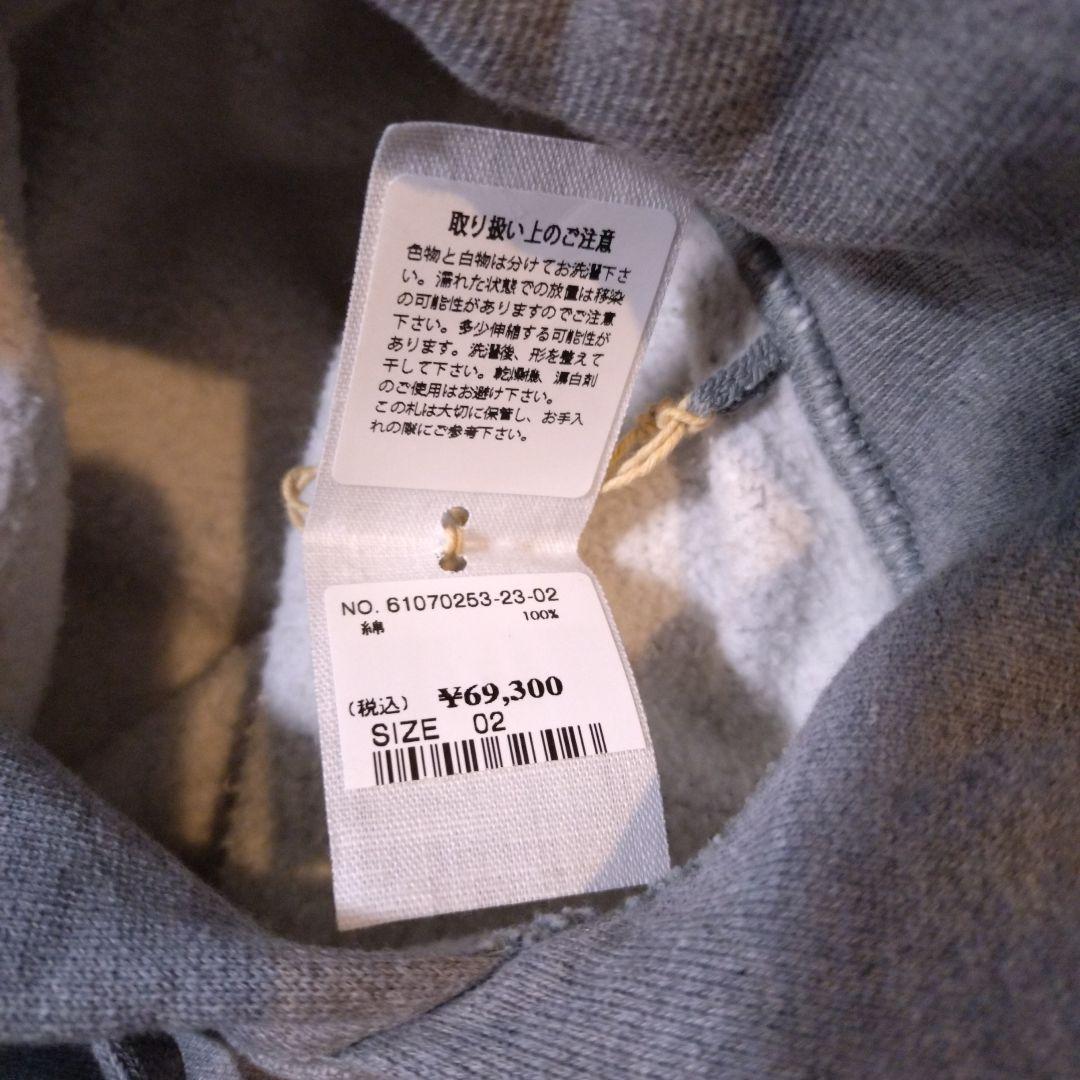 取り扱い上のご注意
色物と白物は分けてお洗濯下さ
い。濡れた状態での放置は移染
の可能性がありますのでご注意
下さい。多少伸縮する可能性が
あります。洗濯後、形を整えて
干して下さい。乾燥機、漂白剤
のご使用はお避け下さい。
この札は大切に保管し、お手入
れの際にご参考下さい。
NO. 61070253-23-02
綿 100%
(税込) ¥69,300
SIZE 02